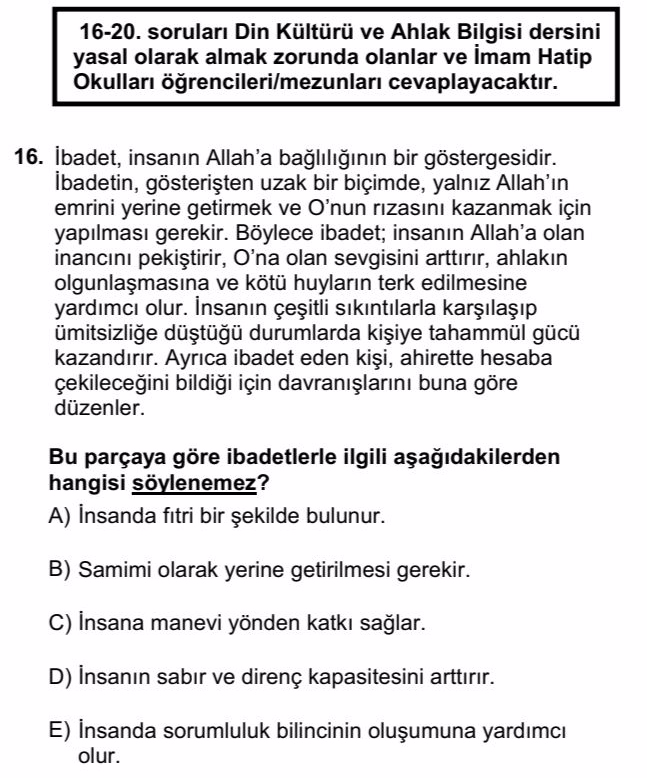 16-20. soruları Din Kültürü ve Ahlak Bilgisi dersini
yasal olarak almak zorunda olanlar ve İmam Hatip
Okulları öğrencileri/mezunları cevaplayacaktır.
16. İbadet, insanın Allah'a bağlılığının bir göstergesidir.
İbadetin, gösterişten uzak bir biçimde, yalnız Allah'ın
emrini yerine getirmek ve O'nun rızasını kazanmak için
yapılması gerekir. Böylece ibadet; insanın Allah'a olan
inancını pekiştirir, O'na olan sevgisini arttırır, ahlakın
olgunlaşmasına ve kötü huyların terk edilmesine
yardımcı olur. İnsanın çeşitli sıkıntılarla karşılaşıp
ümitsizliğe düştüğü durumlarda kişiye tahammül gücü
kazandırır. Ayrıca ibadet eden kişi, ahirette hesaba
çekileceğini bildiği için davranışlarını buna göre
düzenler.
Bu parçaya göre ibadetlerle ilgili aşağıdakilerden
hangisi söylenemez?
A) İnsanda fıtri bir şekilde bulunur.
B) Samimi olarak yerine getirilmesi gerekir.
C) İnsana manevi yönden katkı sağlar.
D) İnsanın sabır ve direnç kapasitesini arttırır.
E) İnsanda sorumluluk bilincinin oluşumuna yardımcı
olur.